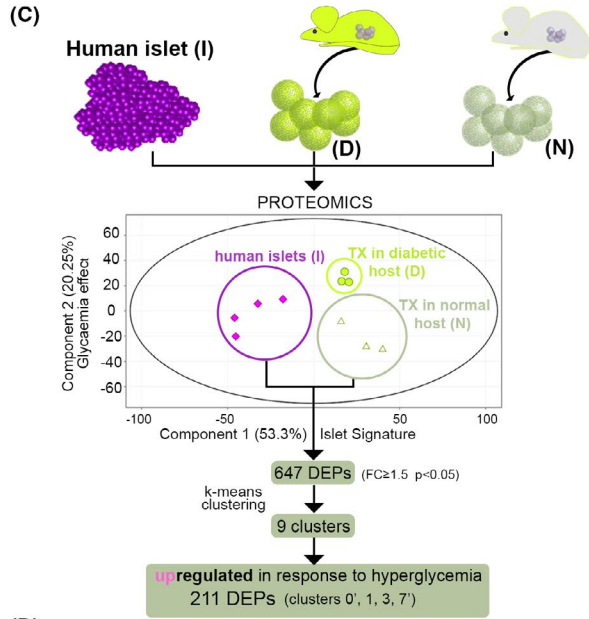 (C)
Human islet (I)
(D)
(N)
PROTEOMICS
Component 2 (20.25%)
Glycaemia effect
60
40
20
0
-20
-40
-60
human islets (I)
TX in diabetic
host (D)
TX in normal
host (N)
-100
-50
50
100
Component 1 (53.3%) Islet Signature
647 DEPs (FC≥1.5 p<0.05)
k-means
clustering
9 clusters
upregulated in response to hyperglycemia
211 DEPs (clusters 0', 1, 3, 7')